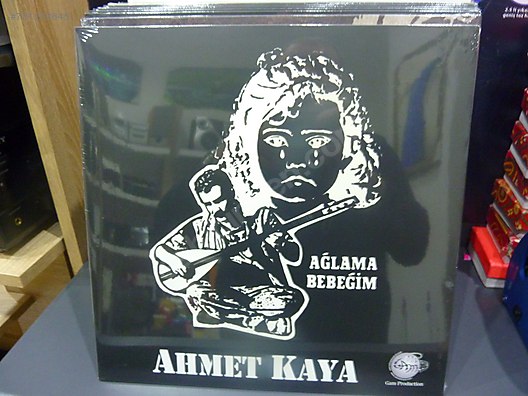 AĞLAMA
BEBEĞİM
AHMET KAYA
Gam Production